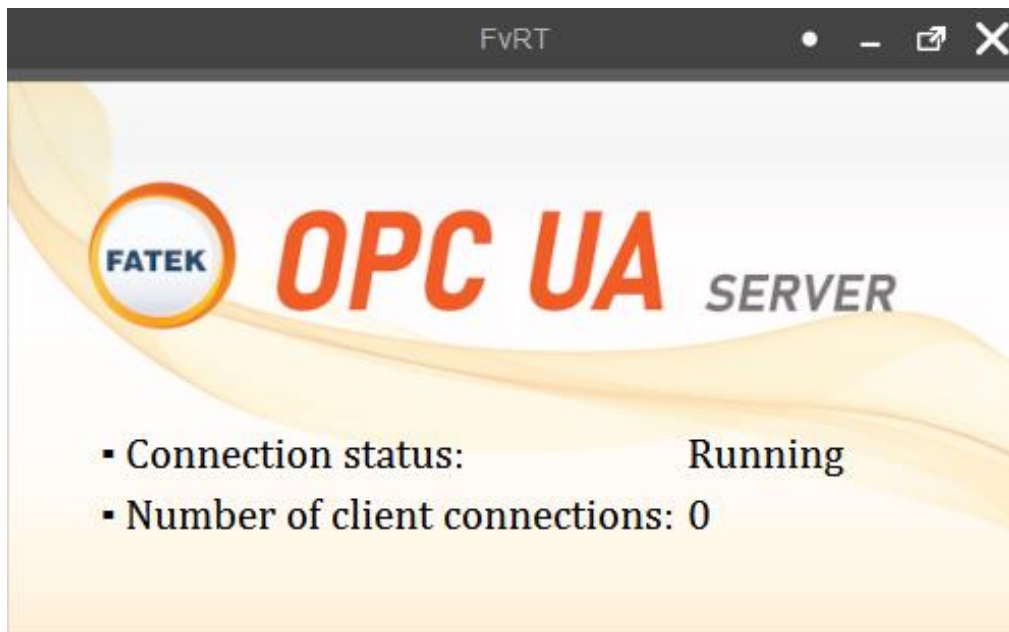 FvRT
FATEK
OPC UA SERVER
▪ Connection status: Running
▪ Number of client connections: 0